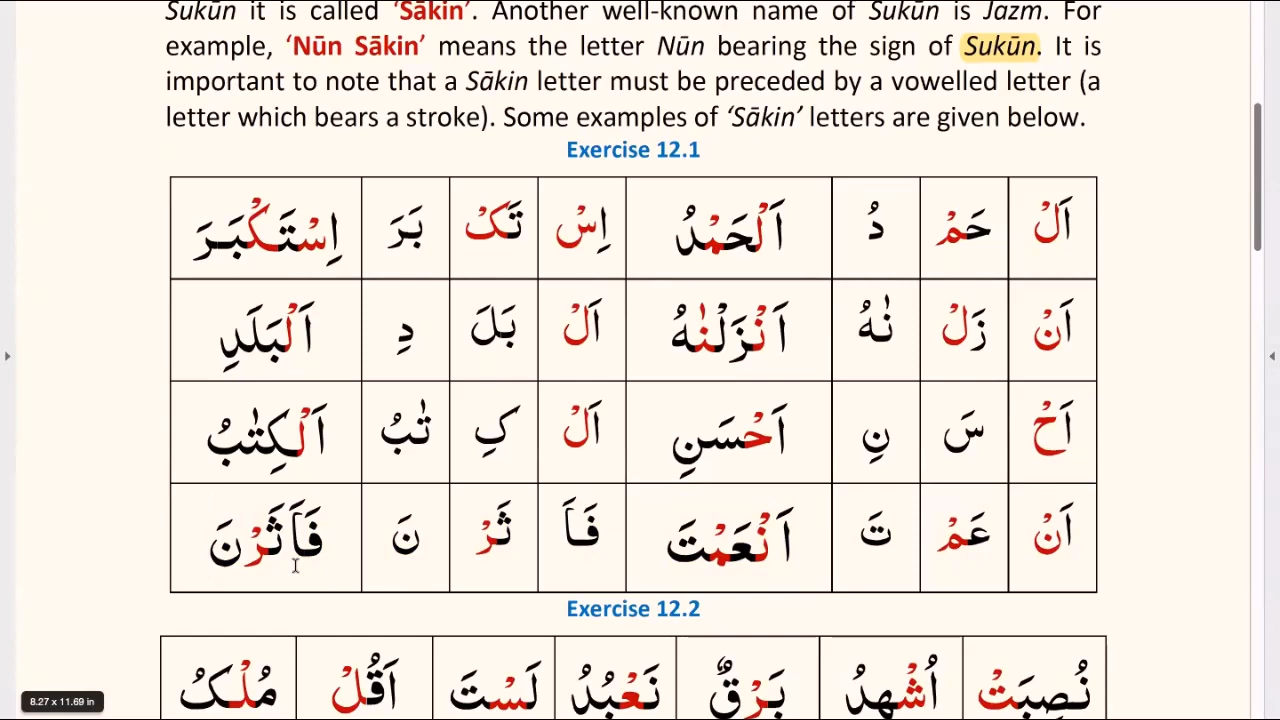 Sukūn it is called ‘Sākin’. Another well-known name of Sukūn is Jazm. For
example, ‘Nūn Sākin’ means the letter Nūn bearing the sign of Sukūn. It is
important to note that a Sākin letter must be preceded by a vowelled letter (a
letter which bears a stroke). Some examples of ‘Sākin’ letters are given below.
Exercise 12.1
اَلْ حَمْ دُ اَلْحَمْدُ اِسْ تَكْ بَرَ اِسْتَكْبَرَ
اَنْ زَلْ نٰهُ اَنْزَلْنٰهُ اَلْ بَلَ دِ اَلْبَلَدِ
اَحْ سَ نِ اَحْسَنِ اَلْ كِ تٰبُ اَلْكِتٰبُ
اَنْ عَمْ تَ اَنْعَمْتَ فَاَ ثَرْ نَ فَاَثَرْنَ
Exercise 12.2
نُصِبَتْ اُشْهِدُ بَرْقٌ نَعْبُدُ لَسْتَ اَقُلْ مُلْكُ
8.27 x 11.69 in